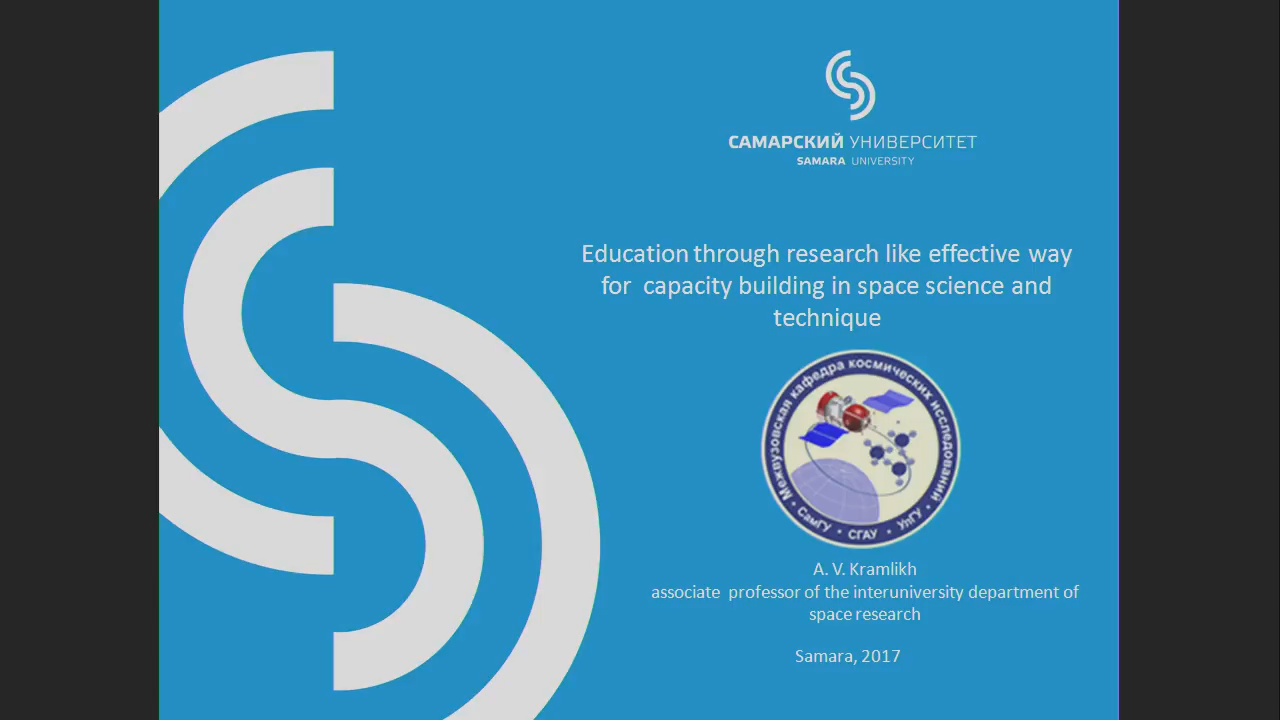 САМАРСКИЙ УНИВЕРСИТЕТ
SAMARA UNIVERSITY
Education through research like effective way
for capacity building in space science and
technique
Межвузовская кафедра космических исследований
• СамГУ • СГАУ • УлГУ •
A. V. Kramlikh
associate professor of the interuniversity department of
space research
Samara, 2017